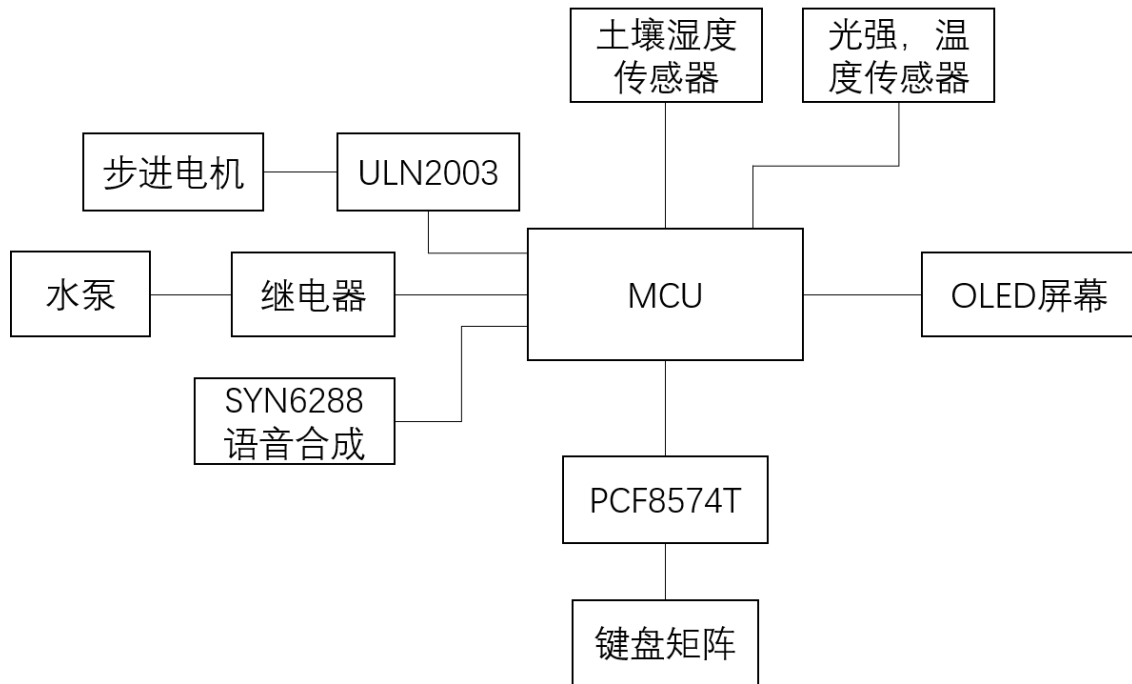 土壤湿度
传感器
光强，温
度传感器
步进电机
ULN2003
水泵
继电器
MCU
OLED屏幕
SYN6288
语音合成
PCF8574T
键盘矩阵